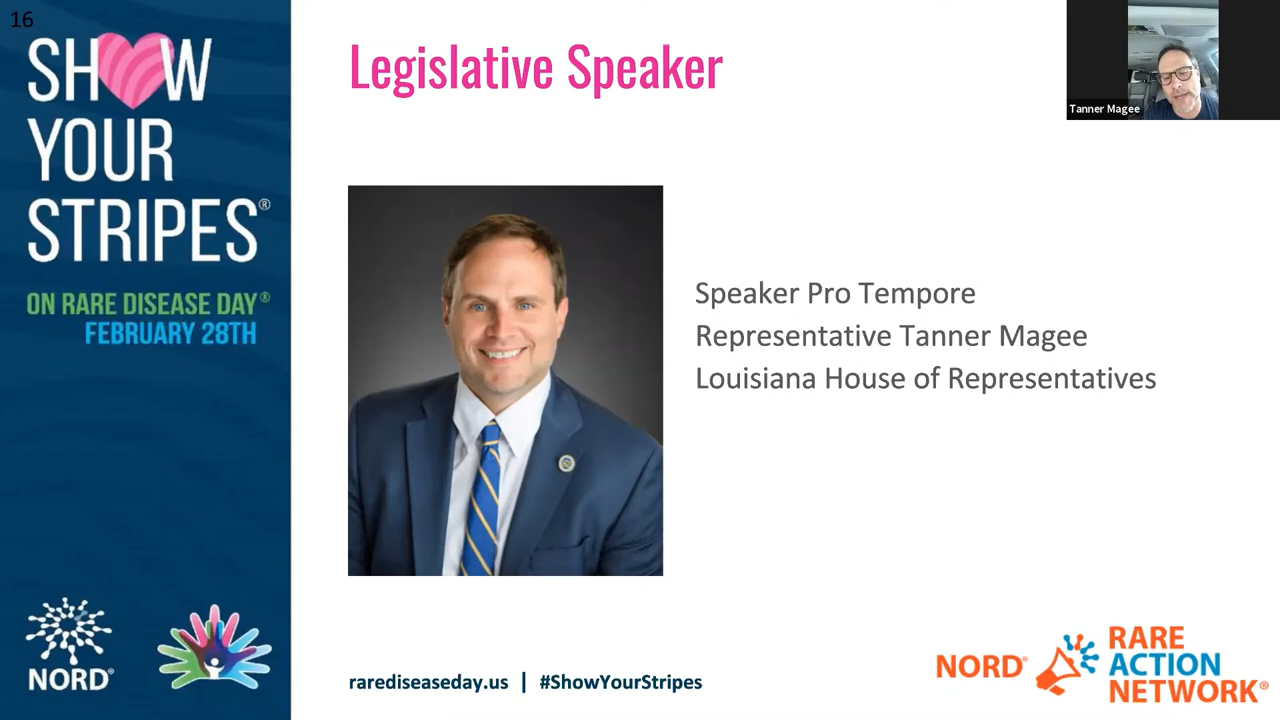 16
SHOW
YOUR
STRIPES®
ON RARE DISEASE DAY®
FEBRUARY 28TH
NORD®
Legislative Speaker
Tanner Magee
Speaker Pro Tempore
Representative Tanner Magee
Louisiana House of Representatives
rarediseaseday.us | #ShowYourStripes
NORD®
RARE
ACTION
NETWORK®